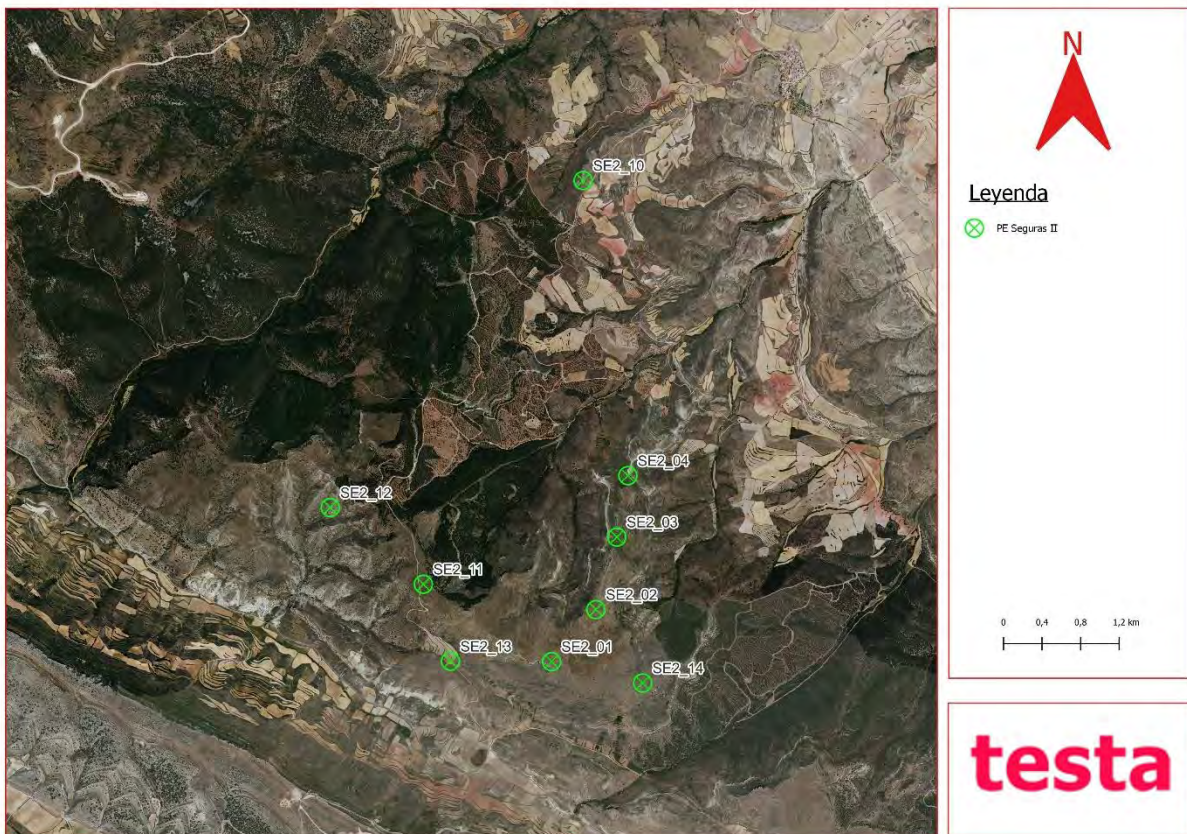 SE2_10
SE2_04
SE2_12
SE2_03
SE2_11
SE2_02
SE2_13
SE2_01
SE2_14
N
Leyenda
PE Seguras II
0 0,4 0,8 1,2 km
testa